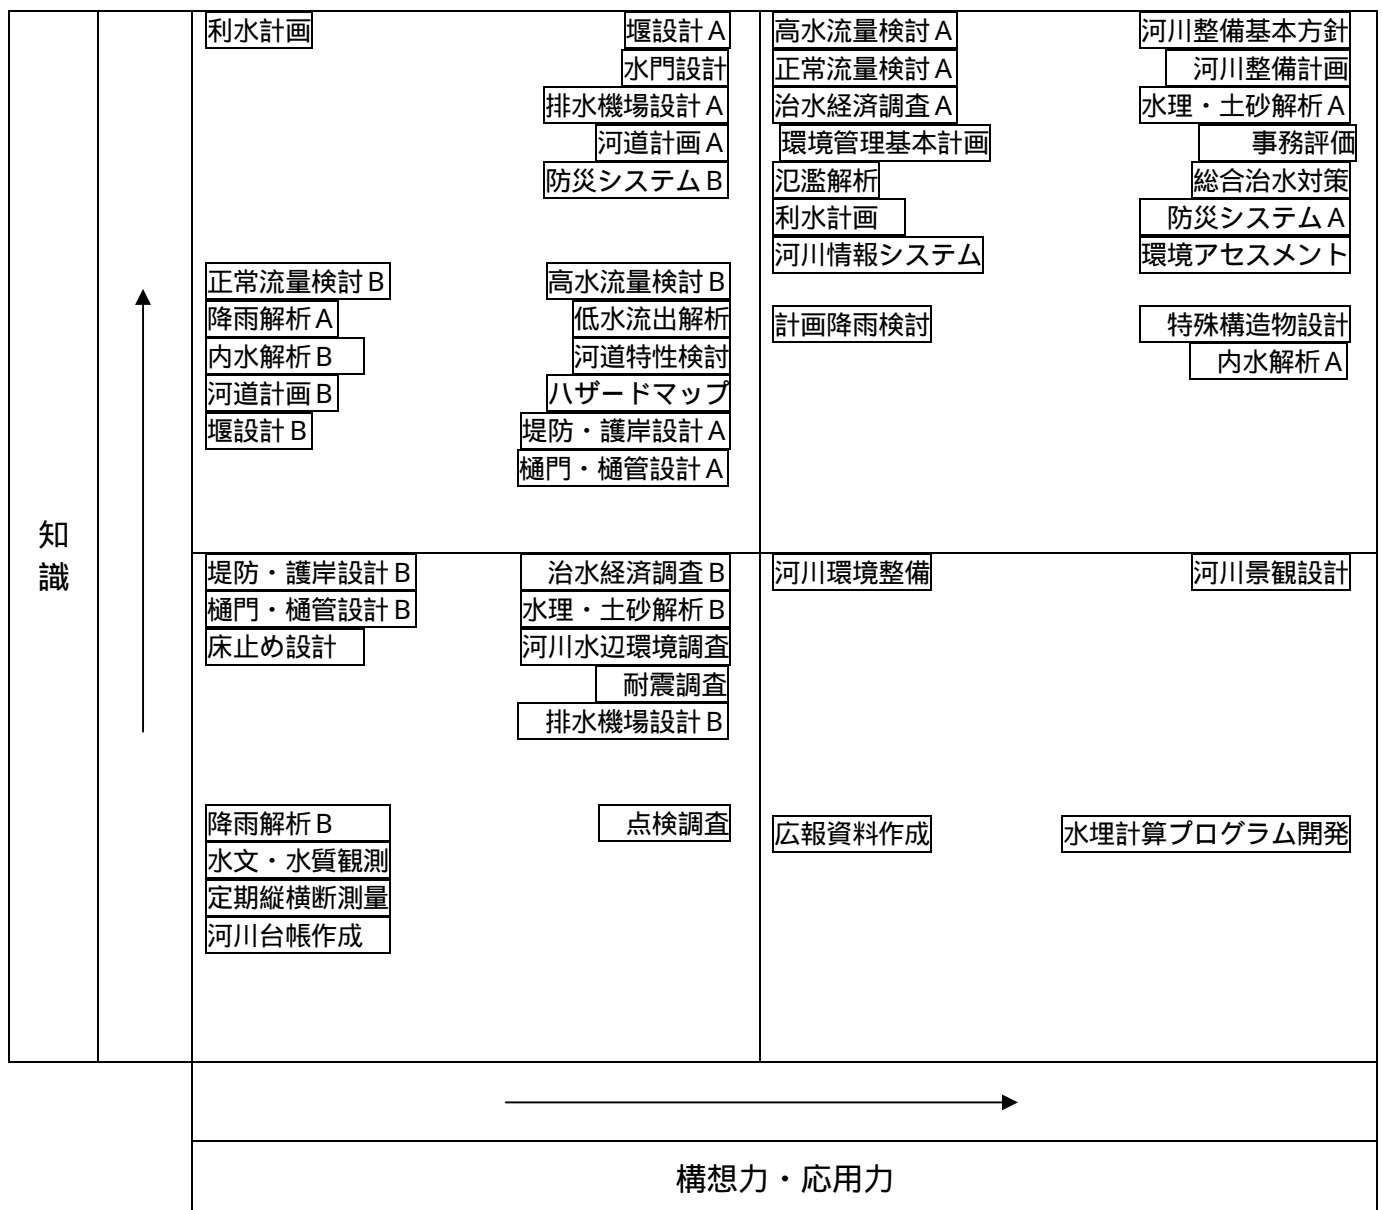 利水計画
堰設計A
水門設計
排水機場設計A
河道計画A
防災システムB
正常流量検討B
降雨解析A
内水解析B
河道計画B
堰設計B
高水流量検討B
低水流出解析
河道特性検討
ハザードマップ
堤防・護岸設計A
樋門・樋管設計A
高水流量検討A
正常流量検討A
治水経済調査A
環境管理基本計画
氾濫解析
利水計画
河川情報システム
計画降雨検討
河川整備基本方針
河川整備計画
水理・土砂解析A
事務評価
総合治水対策
防災システムA
環境アセスメント
特殊構造物設計
内水解析A
知
識
堤防・護岸設計B
樋門・樋管設計B
床止め設計
治水経済調査B
水理・土砂解析B
河川水辺環境調査
耐震調査
排水機場設計B
降雨解析B
水文・水質観測
定期縦横断測量
河川台帳作成
点検調査
河川環境整備
河川景観設計
広報資料作成
水埋計算プログラム開発
構想力・応用力